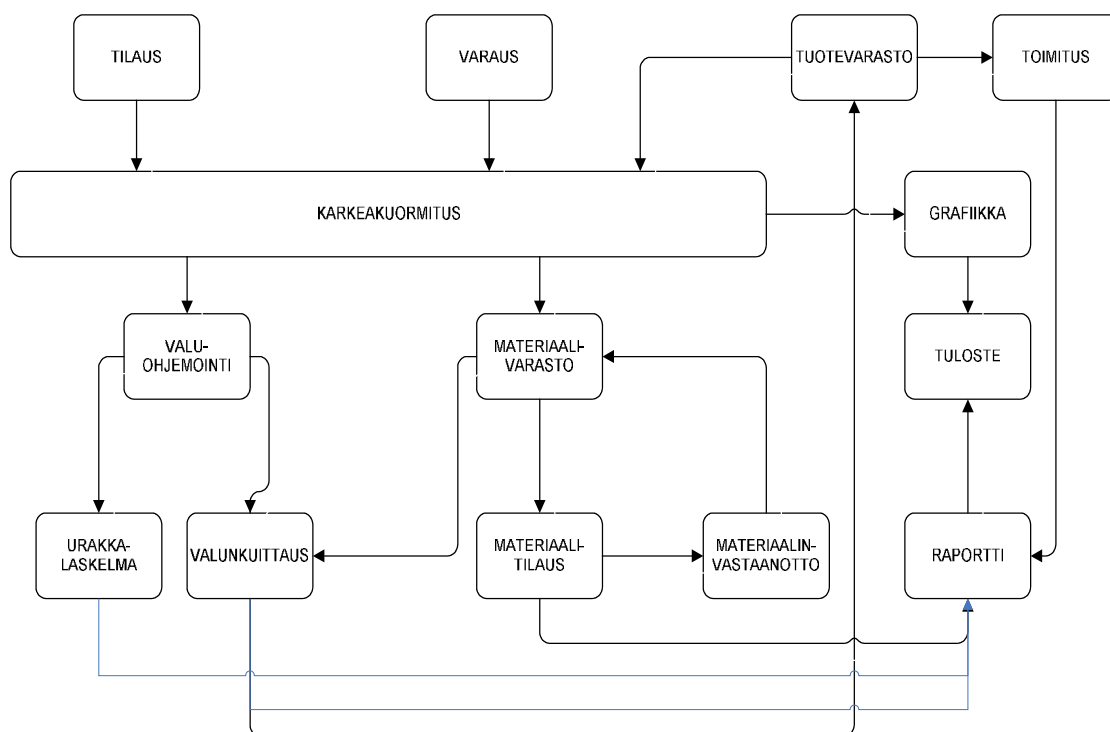 TILAUS
VARAUS
TUOTEVARASTO
TOIMITUS
KARKEAKUORMITUS
GRAFIIKKA
VALU-
OHJEMOINTI
MATERIAALI-
VARASTO
TULOSTE
URAKKA-
LASKELMA
VALUNKUITTAUS
MATERIAALI-
TILAUS
MATERIAALIN-
VASTAANOTTO
RAPORTTI